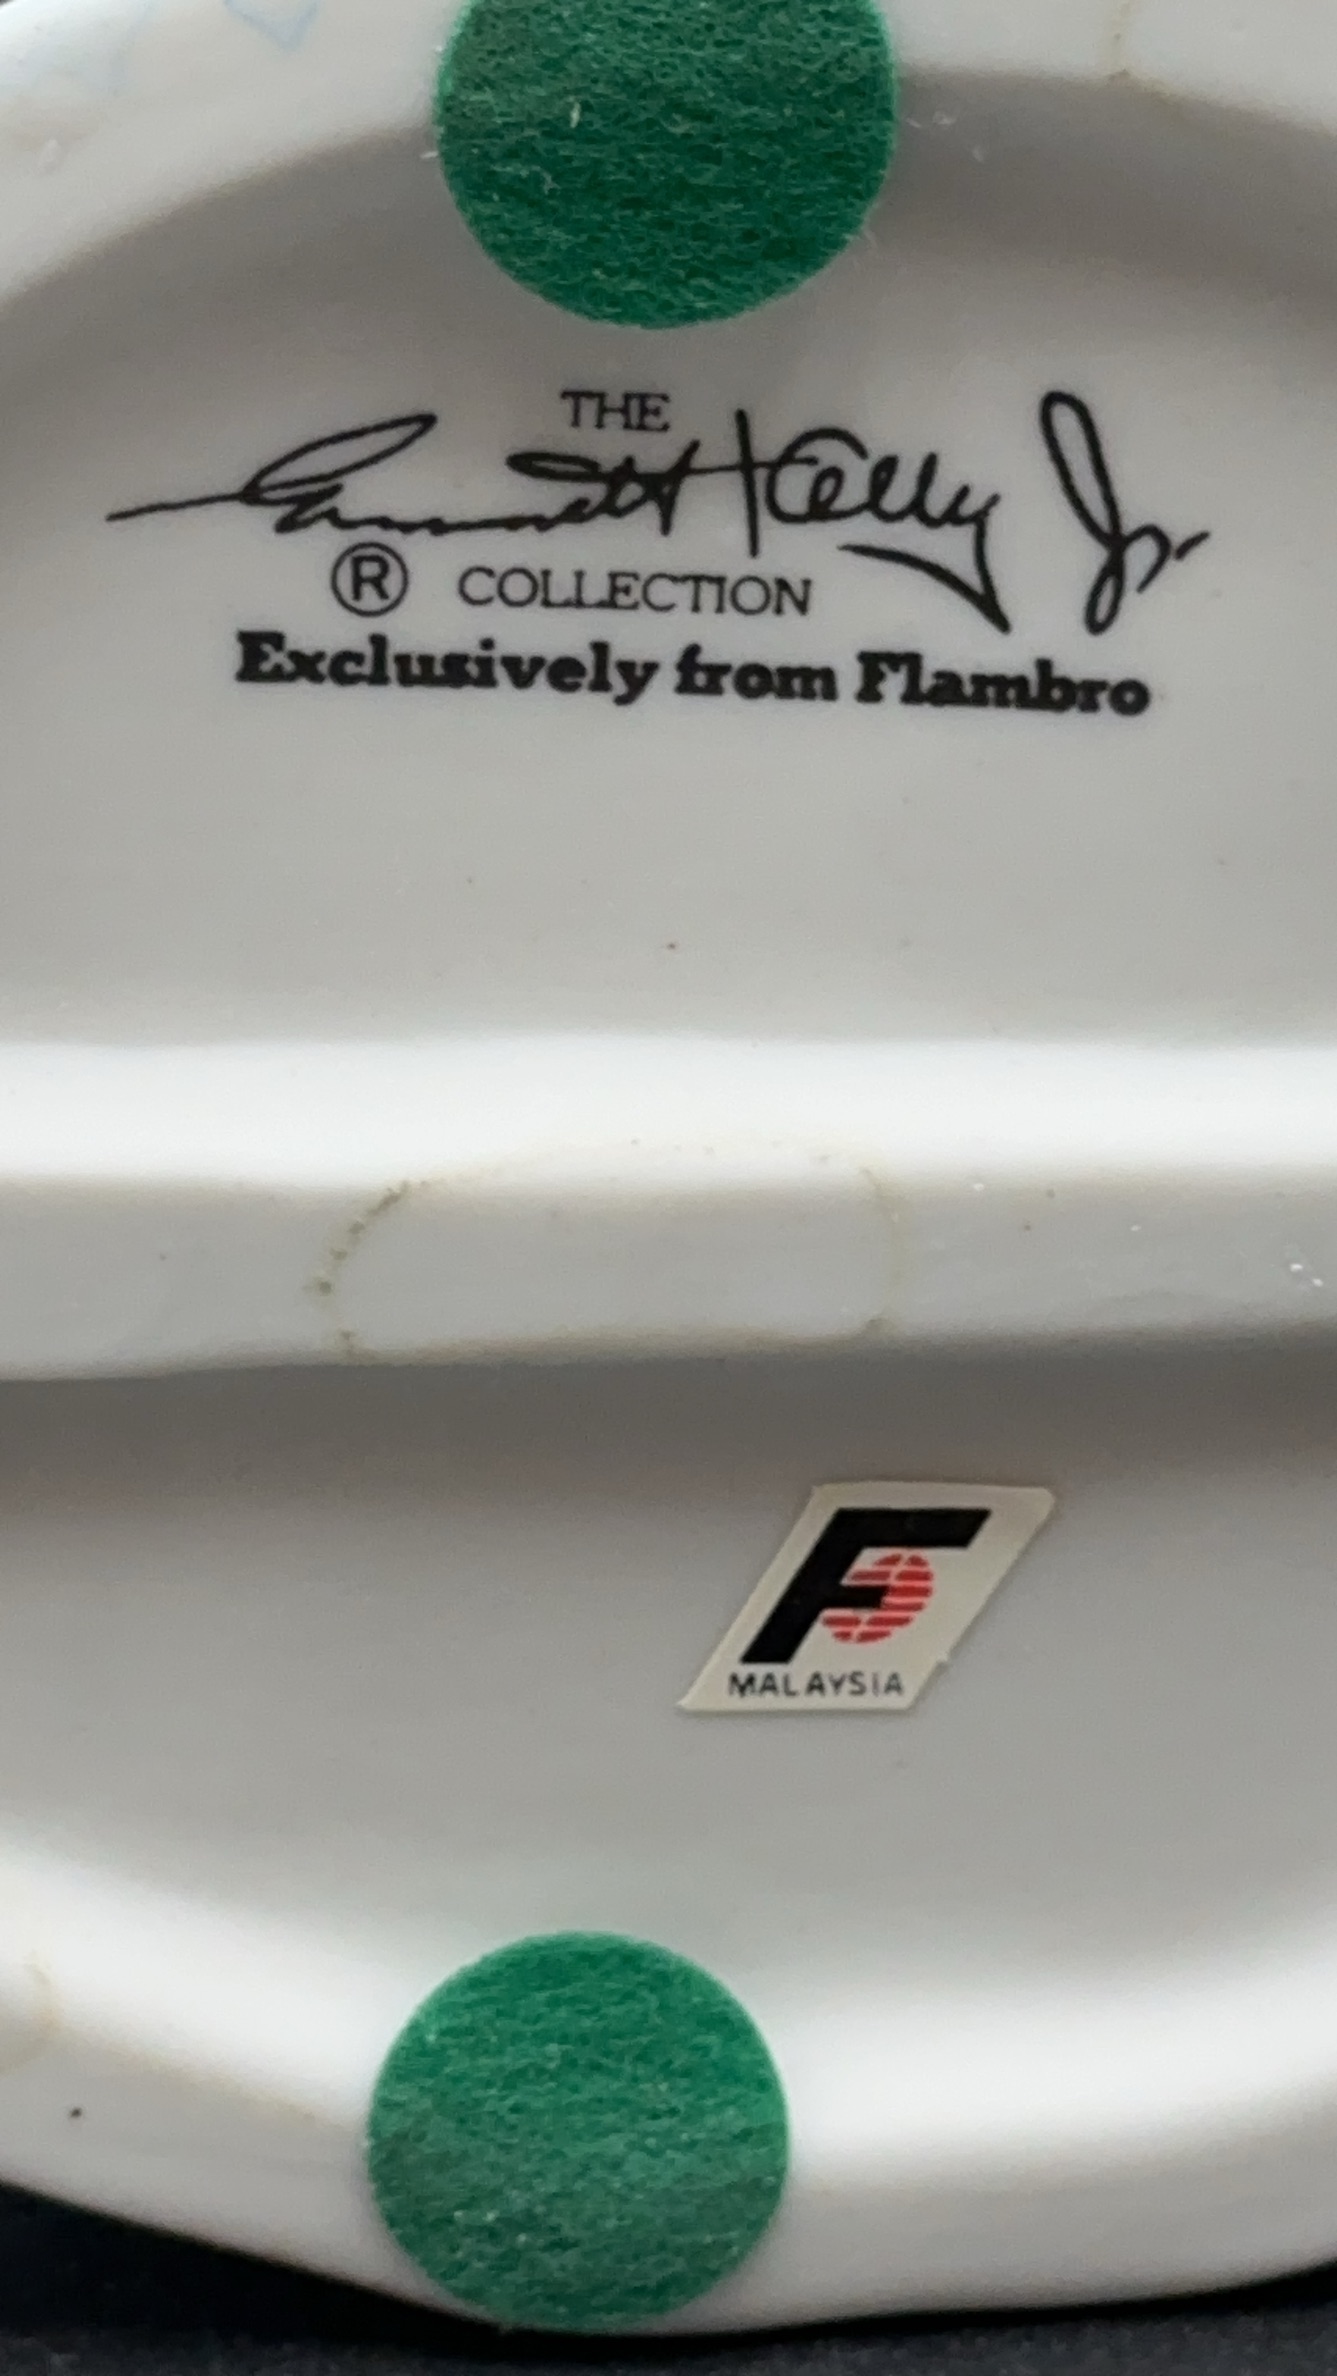 THE
Emmett Kelly Jr.
® COLLECTION
Exclusively from Flambro
F
MALAYSIA